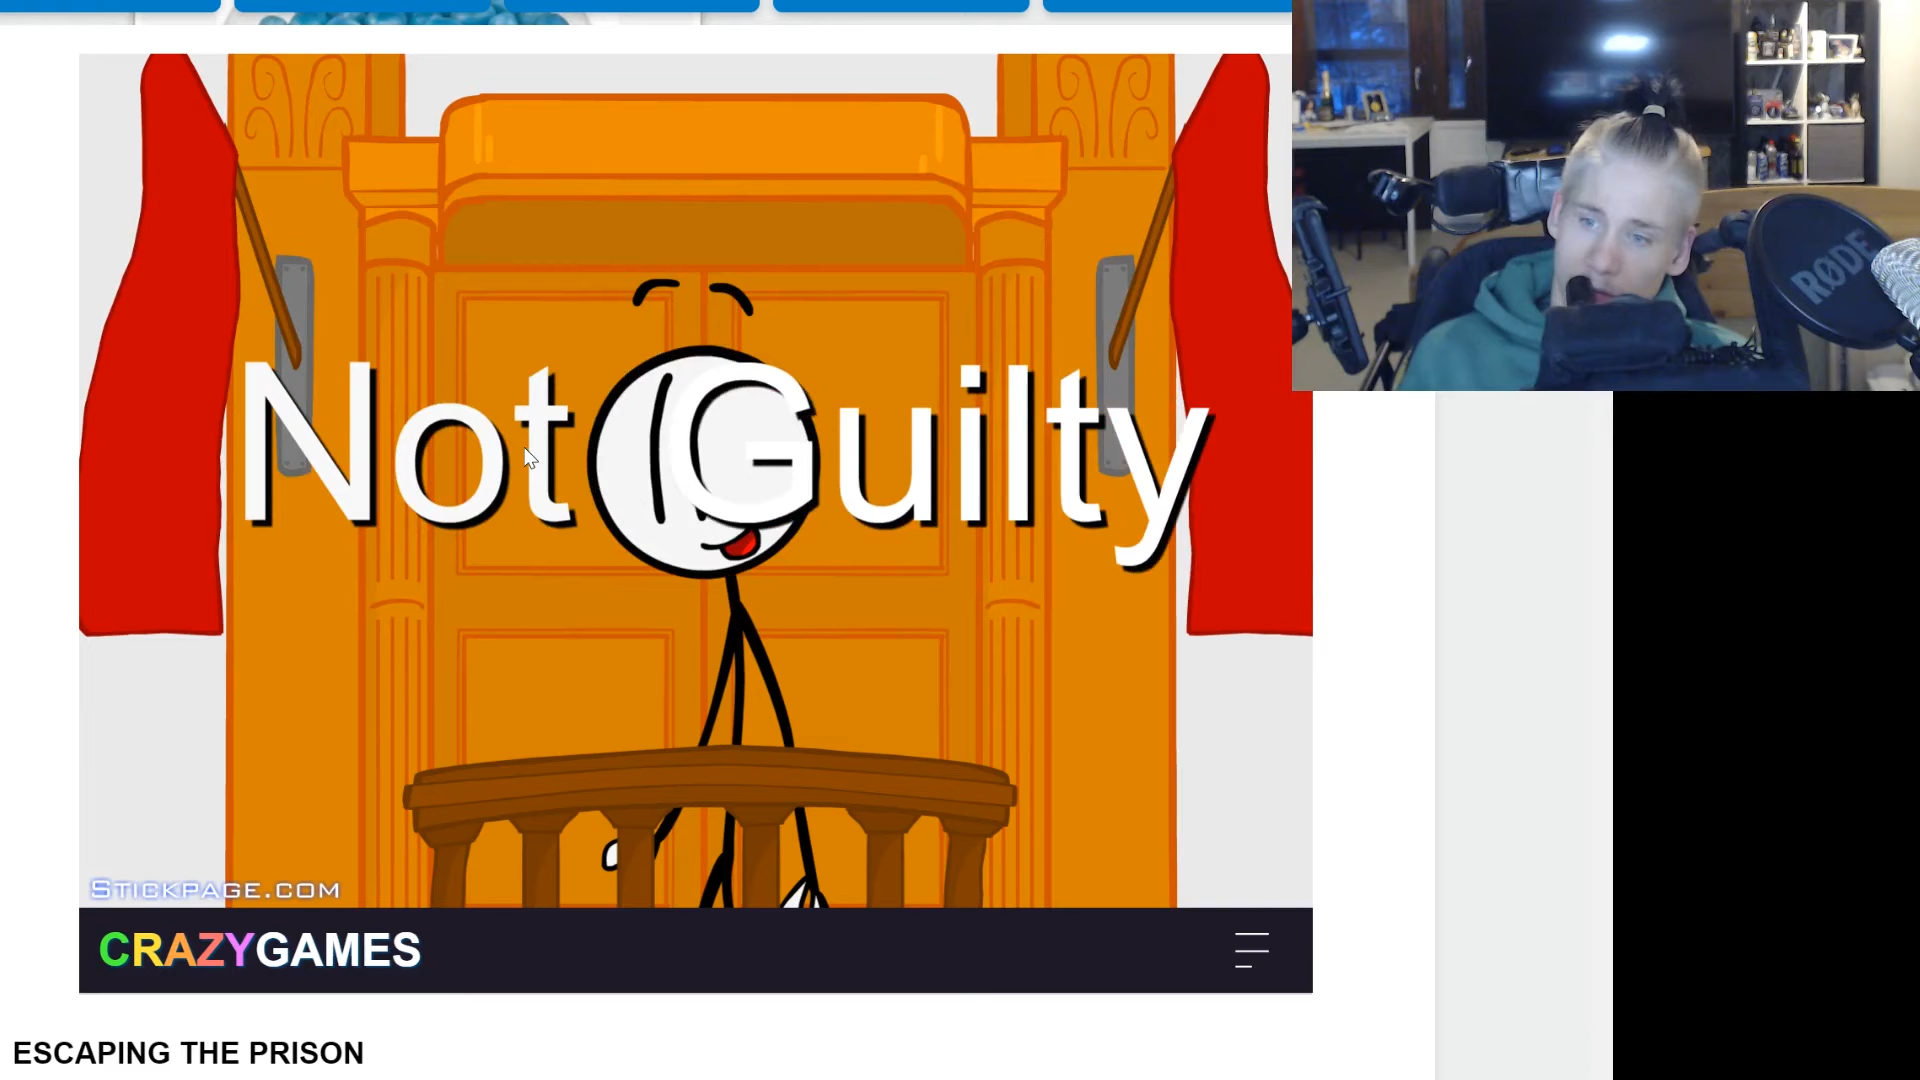 RØDE
Not Guilty
STICKPAGE.COM
CRAZYGAMES
ESCAPING THE PRISON